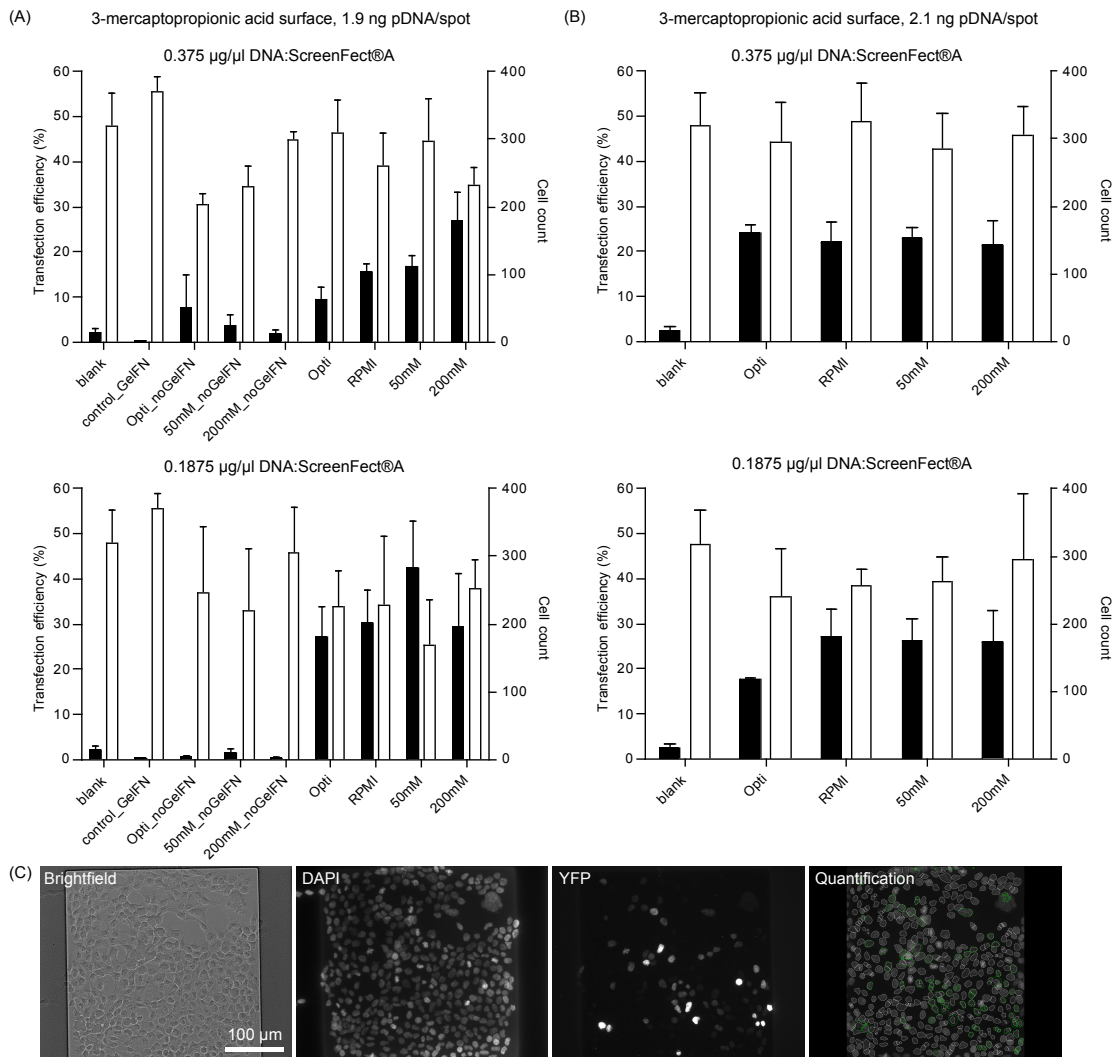 (A)
3-mercaptopropionic acid surface, 1.9 ng pDNA/spot
0.375 µg/µl DNA:ScreenFect®A
60
50
40
30
20
10
0
Transfection efficiency (%)
400
300
200
100
0
Cell count
blank
control_GelFN
Opti_noGelFN
50mM_noGelFN
200mM_noGelFN
Opti
RPMI
50mM
200mM
0.1875 µg/µl DNA:ScreenFect®A
60
50
40
30
20
10
0
Transfection efficiency (%)
400
300
200
100
0
Cell count
blank
control_GelFN
Opti_noGelFN
50mM_noGelFN
200mM_noGelFN
Opti
RPMI
50mM
200mM
(B)
3-mercaptopropionic acid surface, 2.1 ng pDNA/spot
0.375 µg/µl DNA:ScreenFect®A
60
50
40
30
20
10
0
Transfection efficiency (%)
400
300
200
100
0
Cell count
blank
Opti
RPMI
50mM
200mM
0.1875 µg/µl DNA:ScreenFect®A
60
50
40
30
20
10
0
Transfection efficiency (%)
400
300
200
100
0
Cell count
blank
Opti
RPMI
50mM
200mM
(C)
Brightfield
100 µm
DAPI
YFP
Quantification